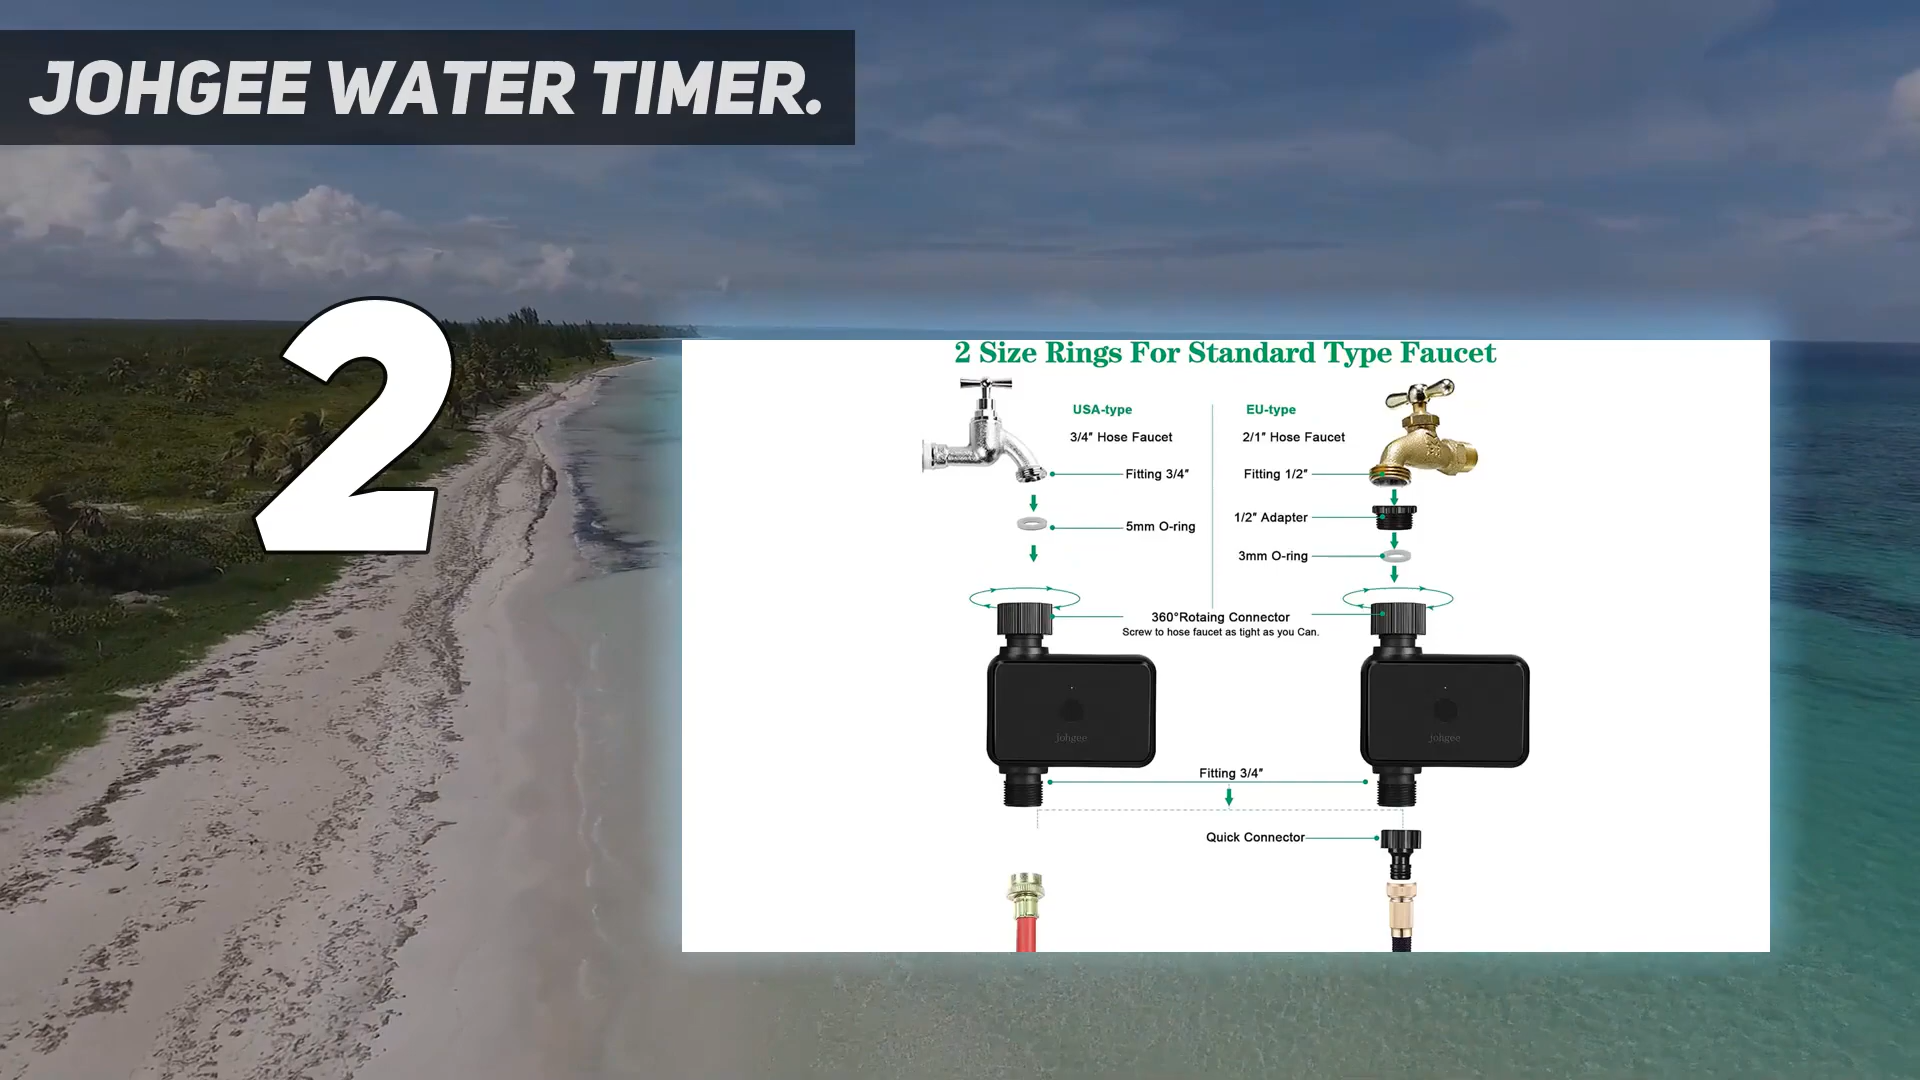 JOHGEE WATER TIMER.
2
2 Size Rings For Standard Type Faucet
USA-type
3/4" Hose Faucet
Fitting 3/4"
5mm O-ring
EU-type
2/1" Hose Faucet
Fitting 1/2"
1/2" Adapter
3mm O-ring
360°Rotaing Connector
Screw to hose faucet as tight as you Can.
johgee
johgee
Fitting 3/4"
Quick Connector